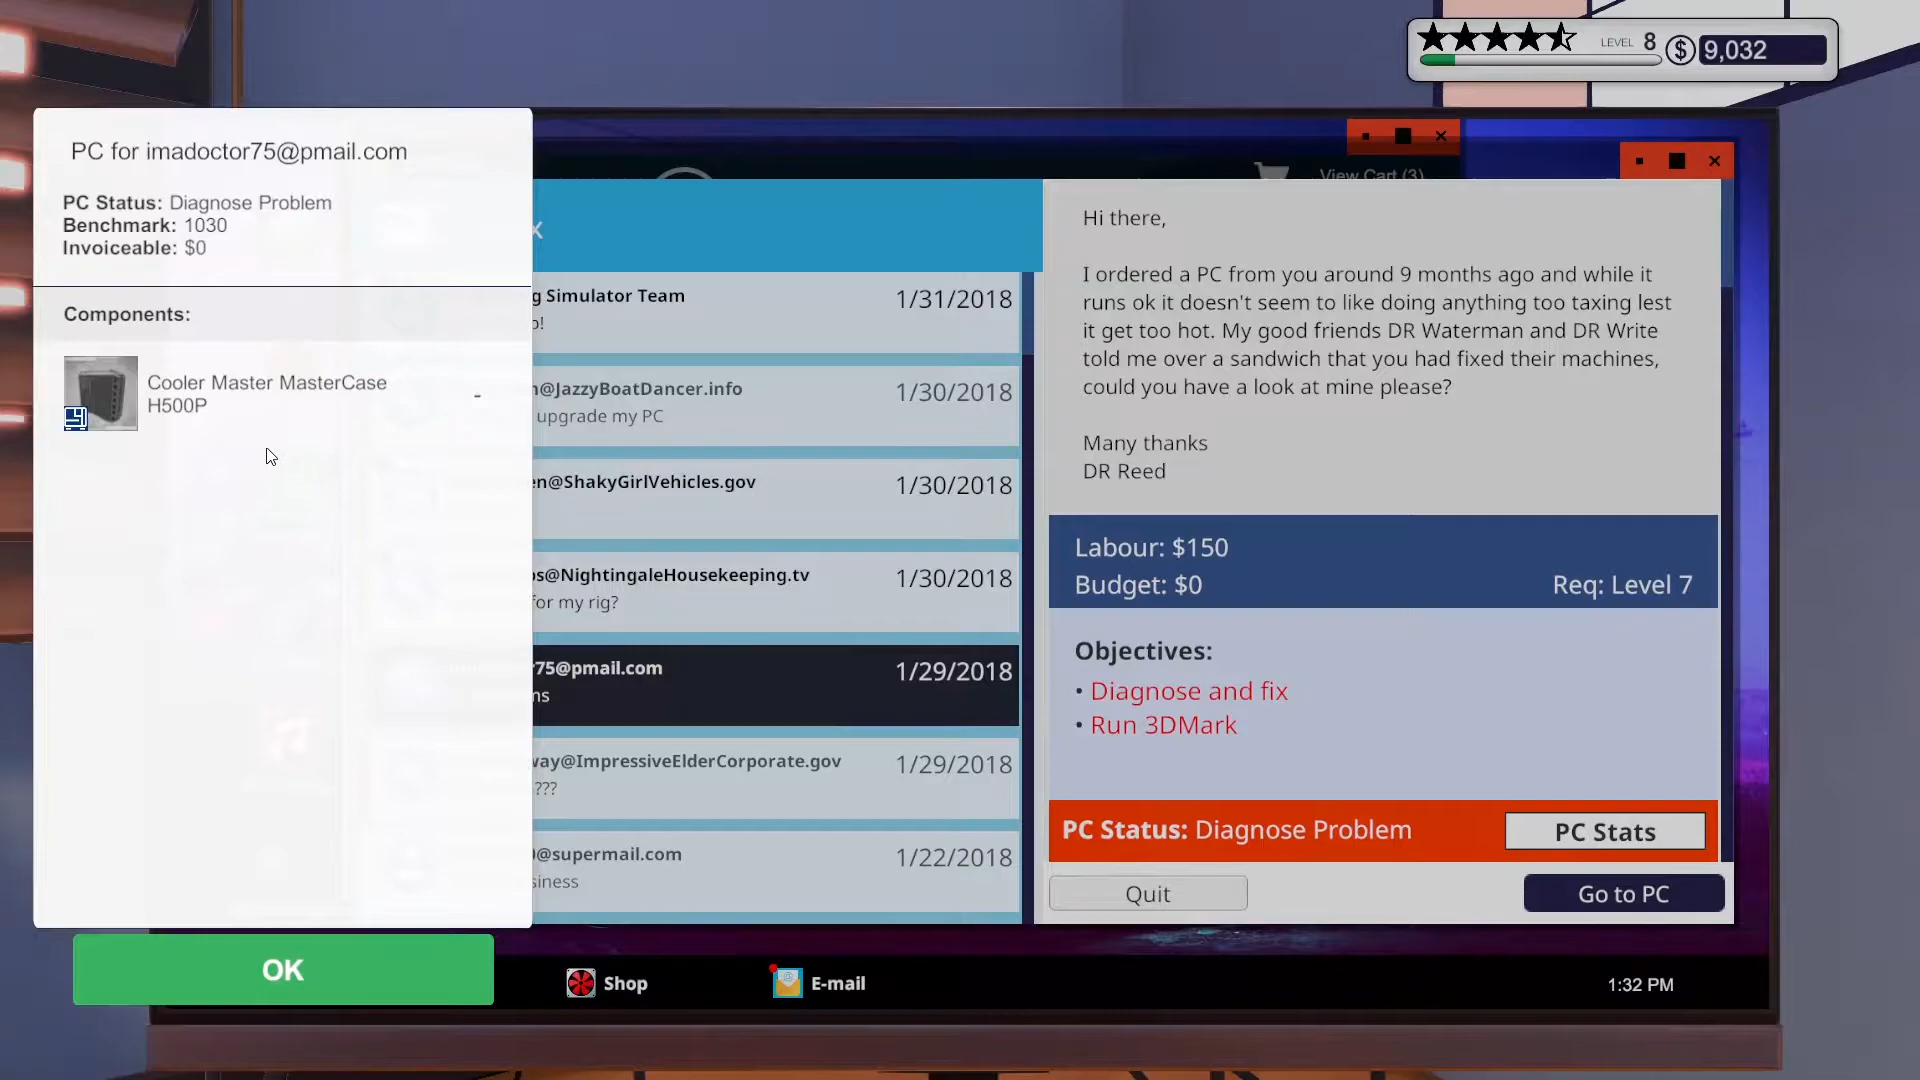 LEVEL 8 $ 9,032
PC for imadoctor75@pmail.com
PC Status: Diagnose Problem
Benchmark: 1030
Invoiceable: $0
Components:
Cooler Master MasterCase
H500P
-
OK
View Cart (3)
x
g Simulator Team 1/31/2018
o!
n@JazzyBoatDancer.info 1/30/2018
upgrade my PC
en@ShakyGirlVehicles.gov 1/30/2018
os@NightingaleHousekeeping.tv 1/30/2018
for my rig?
r75@pmail.com 1/29/2018
ns
way@ImpressiveElderCorporate.gov 1/29/2018
???
0@supermail.com 1/22/2018
siness
Hi there,
I ordered a PC from you around 9 months ago and while it
runs ok it doesn't seem to like doing anything too taxing lest
it get too hot. My good friends DR Waterman and DR Write
told me over a sandwich that you had fixed their machines,
could you have a look at mine please?
Many thanks
DR Reed
Labour: $150
Budget: $0 Req: Level 7
Objectives:
• Diagnose and fix
• Run 3DMark
PC Status: Diagnose Problem PC Stats
Quit Go to PC
Shop E-mail 1:32 PM